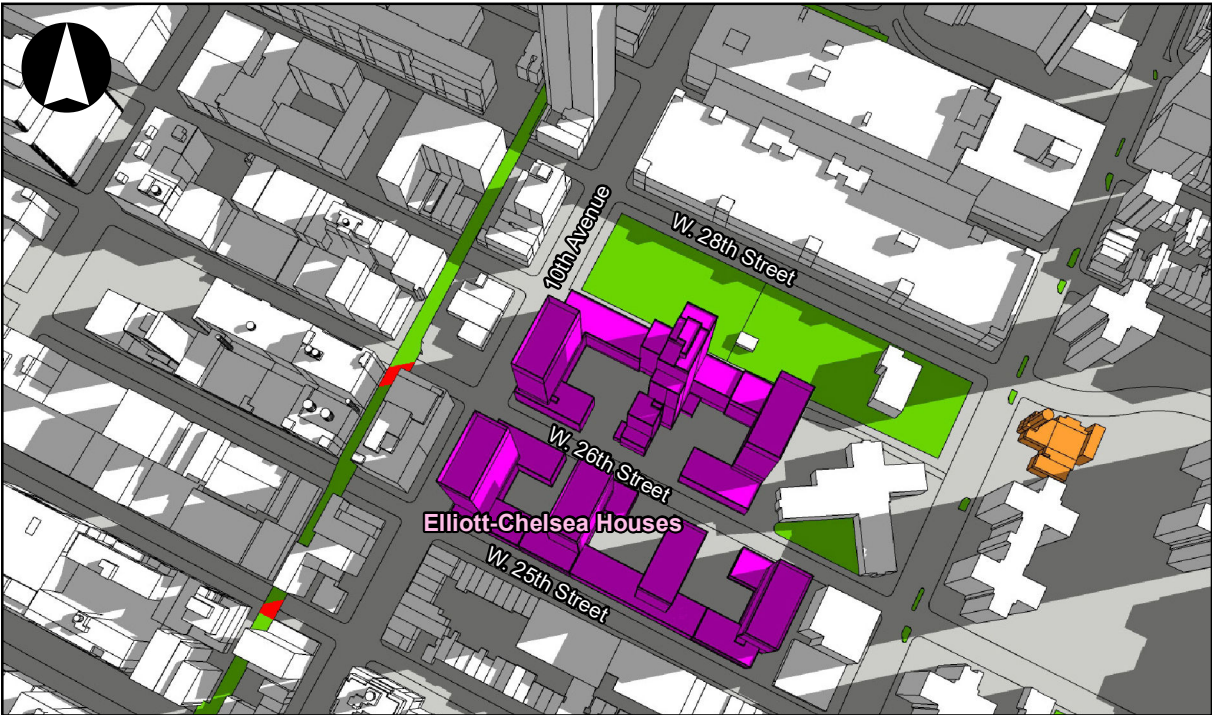 W. 28th Street
10th Avenue
W. 26th Street
Elliott-Chelsea Houses
W. 25th Street